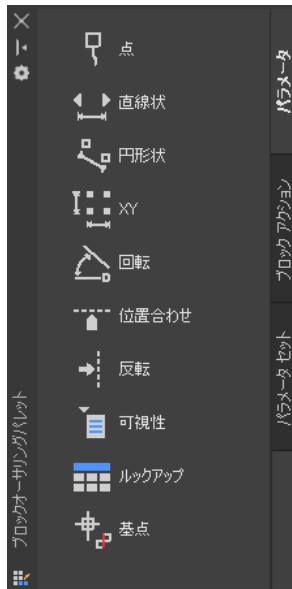 点
直線状
円形状
XY
回転
位置合わせ
反転
可視性
ルックアップ
基点
パラメータ
ブロック アクション
パラメータ セット
ブロックオーサリングパレット